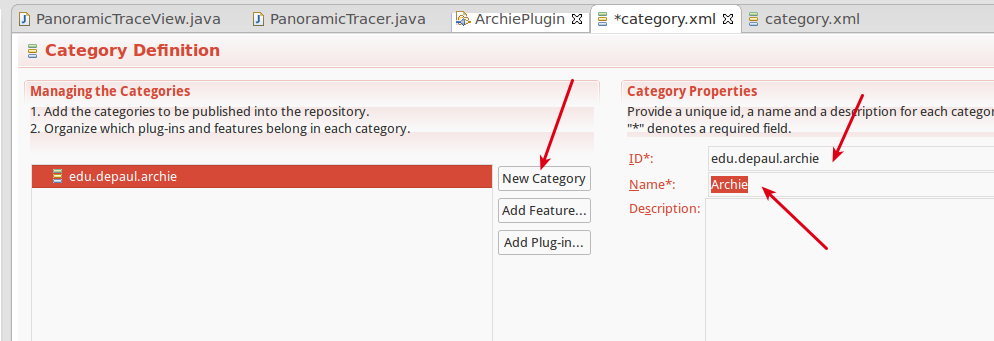 PanoramicTraceView.java PanoramicTracer.java ArchiePlugin *category.xml category.xml
Category Definition
Managing the Categories
1. Add the categories to be published into the repository.
2. Organize which plug-ins and features belong in each category.
edu.depaul.archie
New Category
Add Feature...
Add Plug-in...
Category Properties
Provide a unique id, a name and a description for each categor
"*" denotes a required field.
ID*: edu.depaul.archie
Name*: Archie
Description: